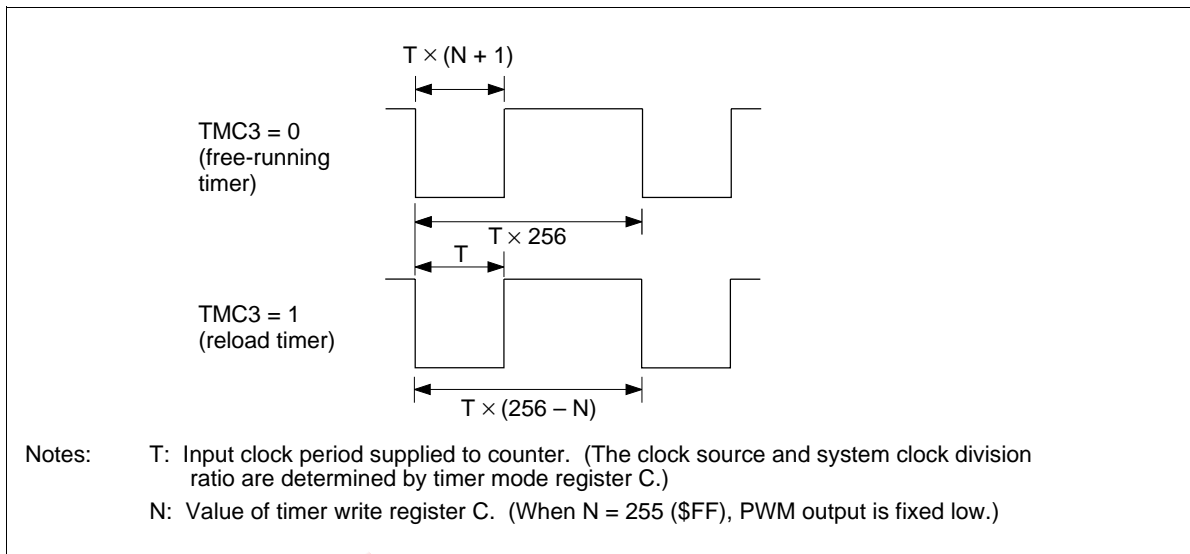 T × (N + 1)
TMC3 = 0
(free-running
timer)
T × 256
T
TMC3 = 1
(reload timer)
T × (256 – N)
Notes: T: Input clock period supplied to counter. (The clock source and system clock division
ratio are determined by timer mode register C.)
N: Value of timer write register C. (When N = 255 ($FF), PWM output is fixed low.)